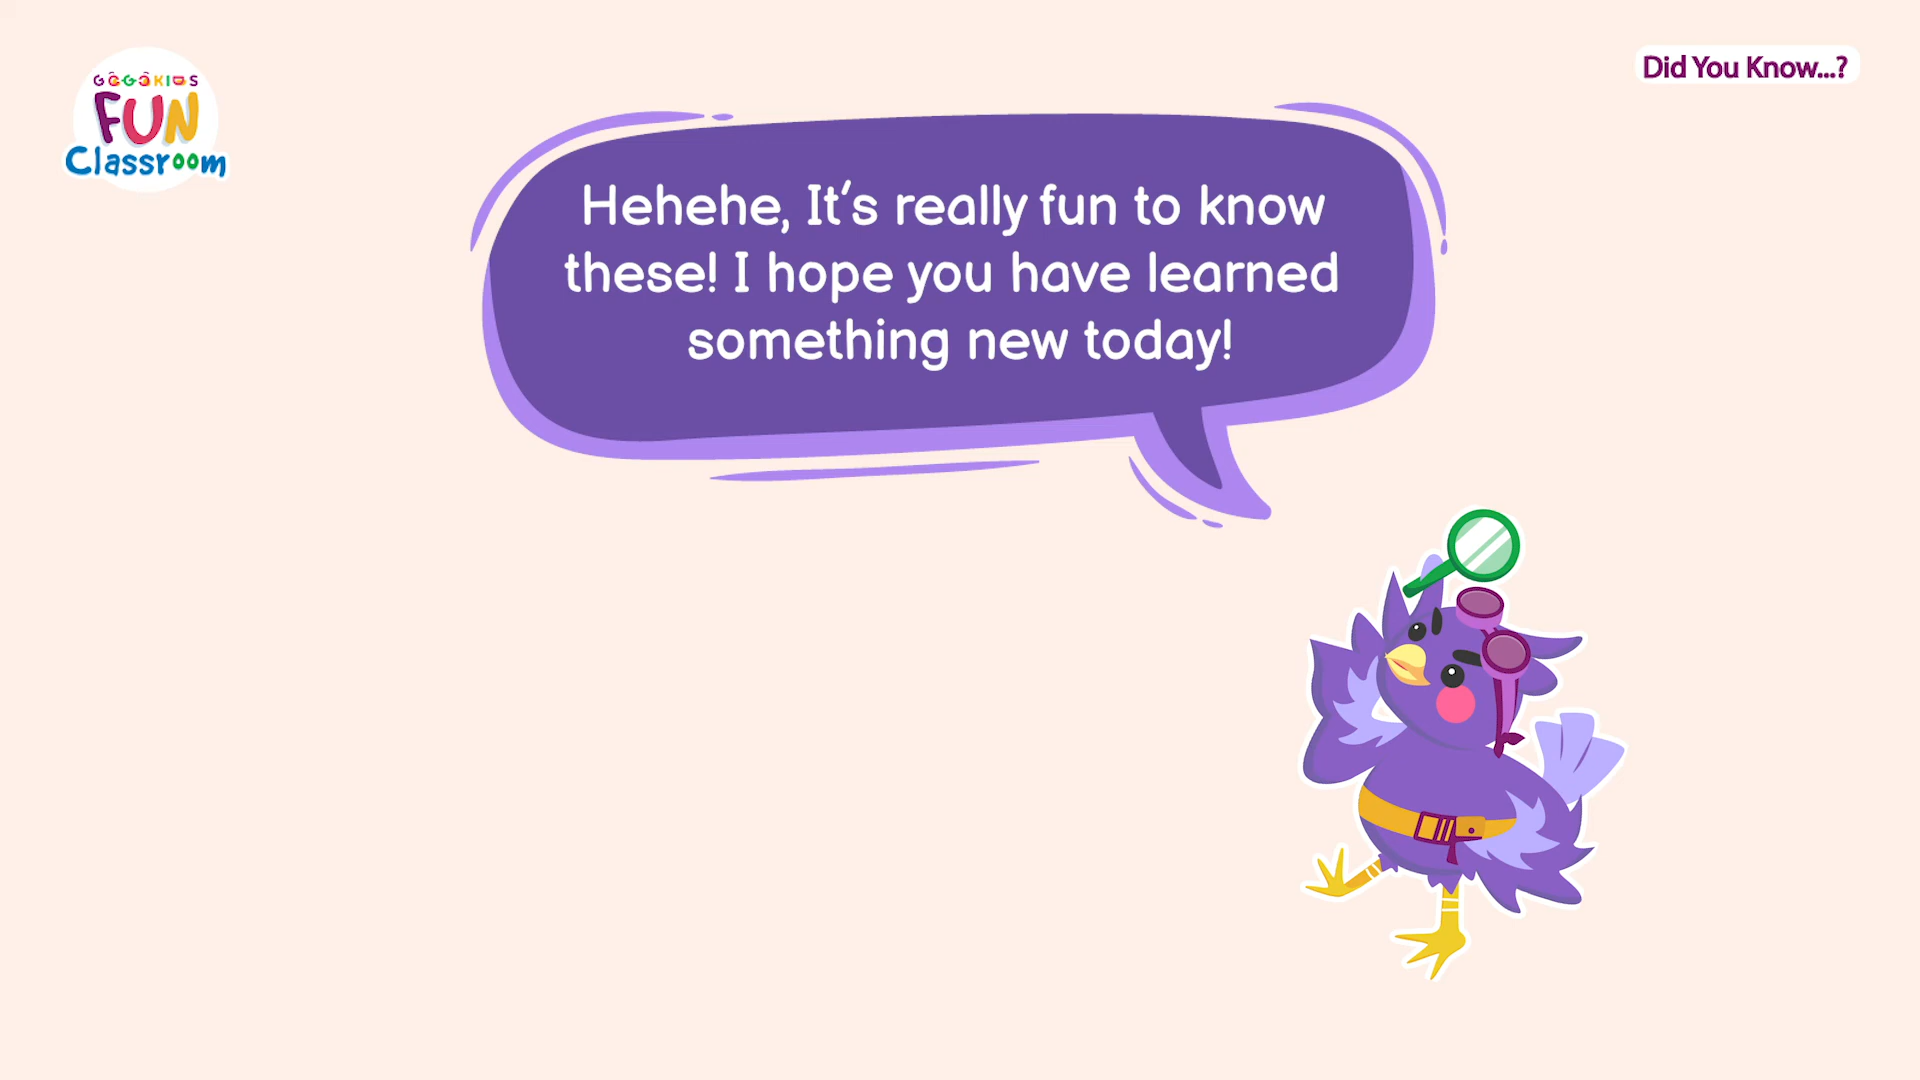 GOGOKIDS
FUN
Classroom
Did You Know...?
Hehehe, It's really fun to know
these! I hope you have learned
something new today!